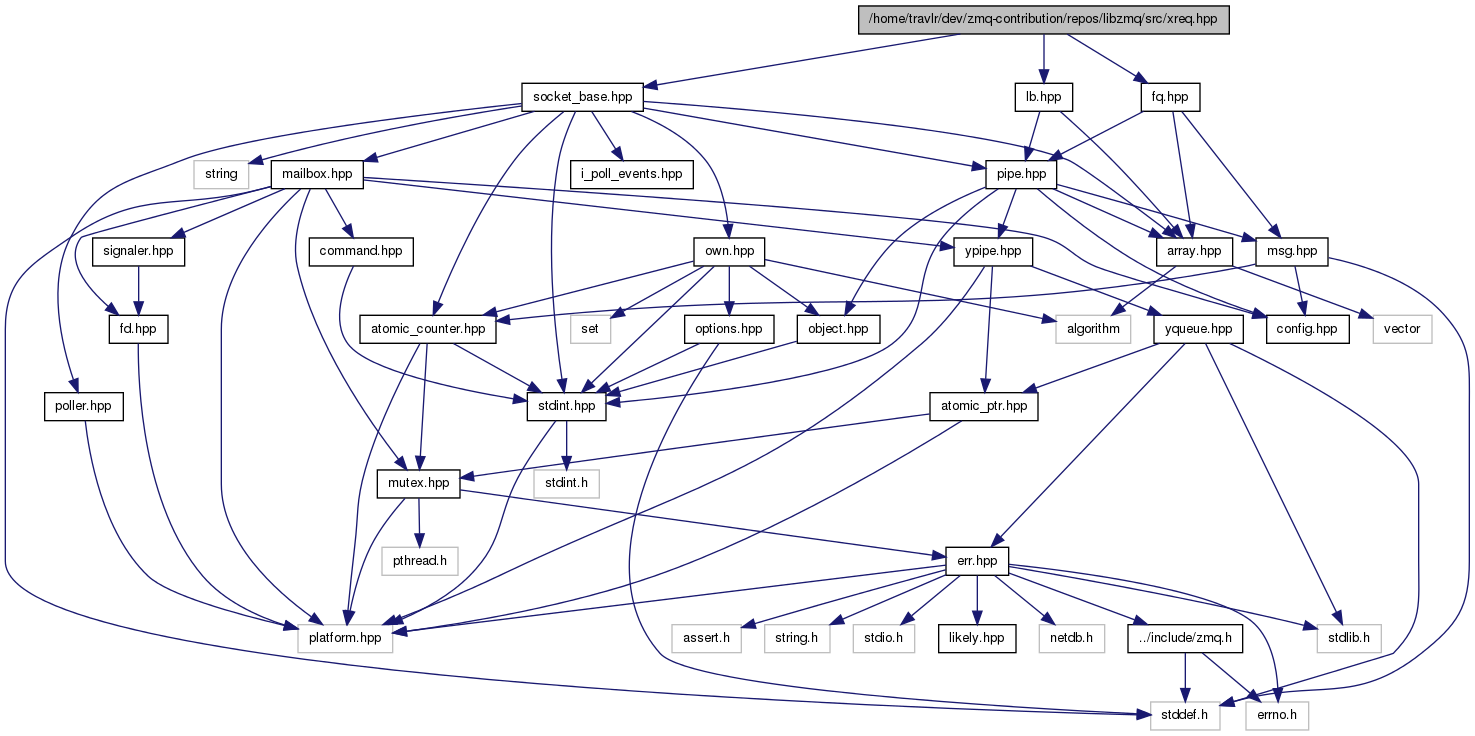 /home/travlr/dev/zmq-contribution/repos/libzmq/src/xreq.hpp
socket_base.hpp
lb.hpp
fq.hpp
string
mailbox.hpp
i_poll_events.hpp
pipe.hpp
signaler.hpp
command.hpp
own.hpp
ypipe.hpp
array.hpp
msg.hpp
fd.hpp
atomic_counter.hpp
set
options.hpp
object.hpp
algorithm
yqueue.hpp
config.hpp
vector
poller.hpp
stdint.hpp
atomic_ptr.hpp
mutex.hpp
stdint.h
pthread.h
err.hpp
platform.hpp
assert.h
string.h
stdio.h
likely.hpp
netdb.h
../include/zmq.h
stdlib.h
stddef.h
errno.h